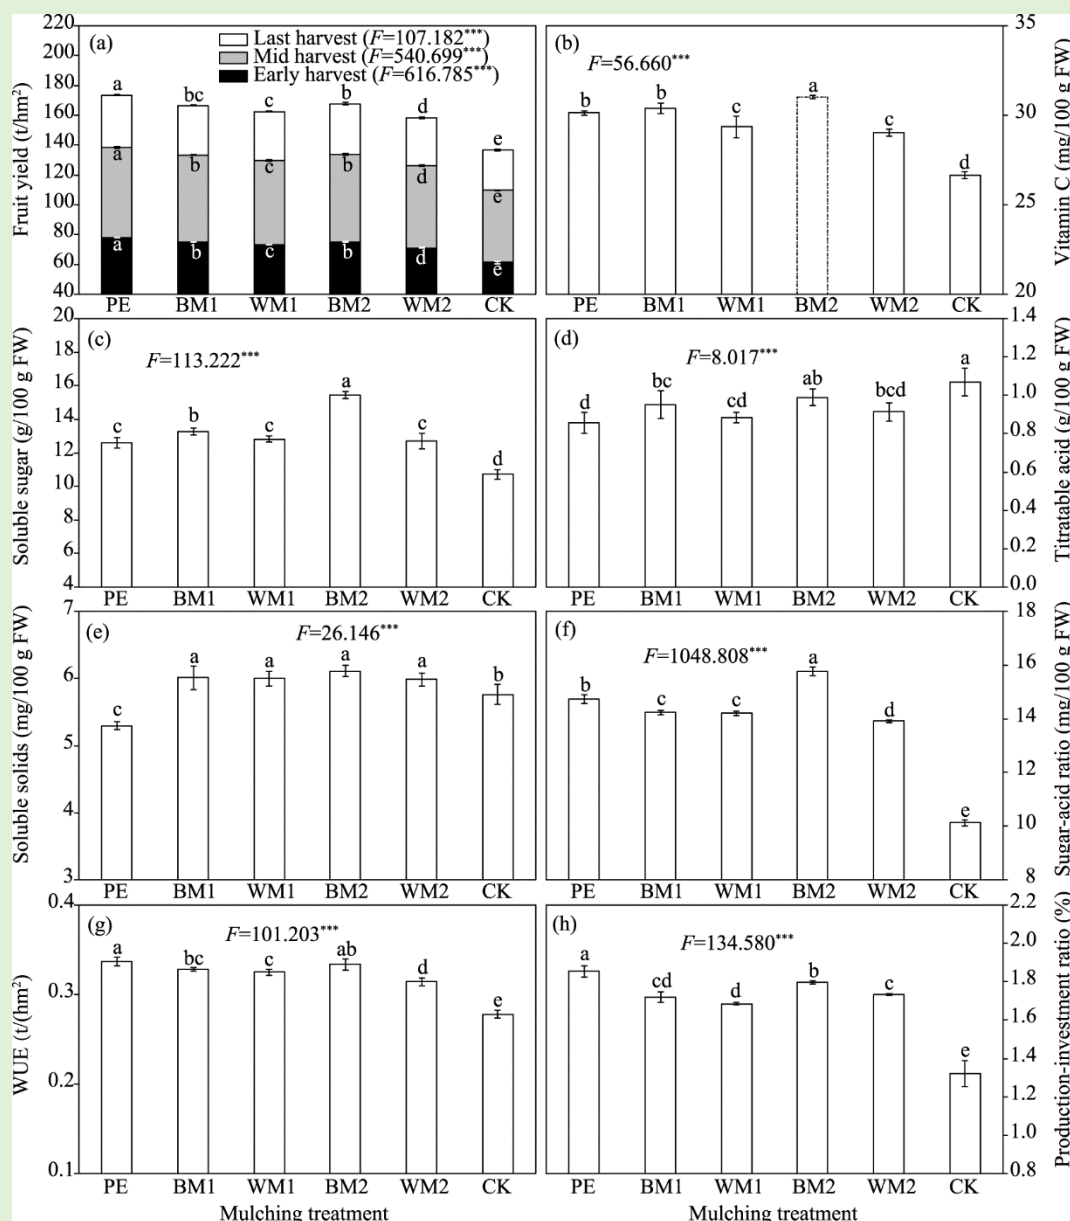 (a)
Last harvest (F=107.182***)
Mid harvest (F=540.699***)
Early harvest (F=616.785***)
Fruit yield (t/hm²)
220
200
180
160
140
120
100
80
60
40
a bc c b d e
a b c b d e
a b c b d e
PE BM1 WM1 BM2 WM2 CK
(b)
F=56.660***
b b c a c d
35
30
25
20
Vitamin C (mg/100 g FW)
PE BM1 WM1 BM2 WM2 CK
(c)
F=113.222***
Soluble sugar (g/100 g FW)
20
18
16
14
12
10
8
6
4
c b c a c d
PE BM1 WM1 BM2 WM2 CK
(d)
F=8.017***
d bc cd ab bcd a
1.4
1.2
1.0
0.8
0.6
0.4
0.2
0.0
Titratable acid (g/100 g FW)
PE BM1 WM1 BM2 WM2 CK
(e)
F=26.146***
Soluble solids (mg/100 g FW)
7
6
5
4
3
c a a a a b
PE BM1 WM1 BM2 WM2 CK
(f)
F=1048.808***
b c c a d e
18
16
14
12
10
8
Sugar-acid ratio (mg/100 g FW)
PE BM1 WM1 BM2 WM2 CK
(g)
F=101.203***
WUE (t/(hm²)
0.4
0.3
0.2
0.1
a bc c ab d e
PE BM1 WM1 BM2 WM2 CK
Mulching treatment
(h)
F=134.580***
a cd d b c e
2.2
2.0
1.8
1.6
1.4
1.2
1.0
0.8
Production-investment ratio (%)
PE BM1 WM1 BM2 WM2 CK
Mulching treatment